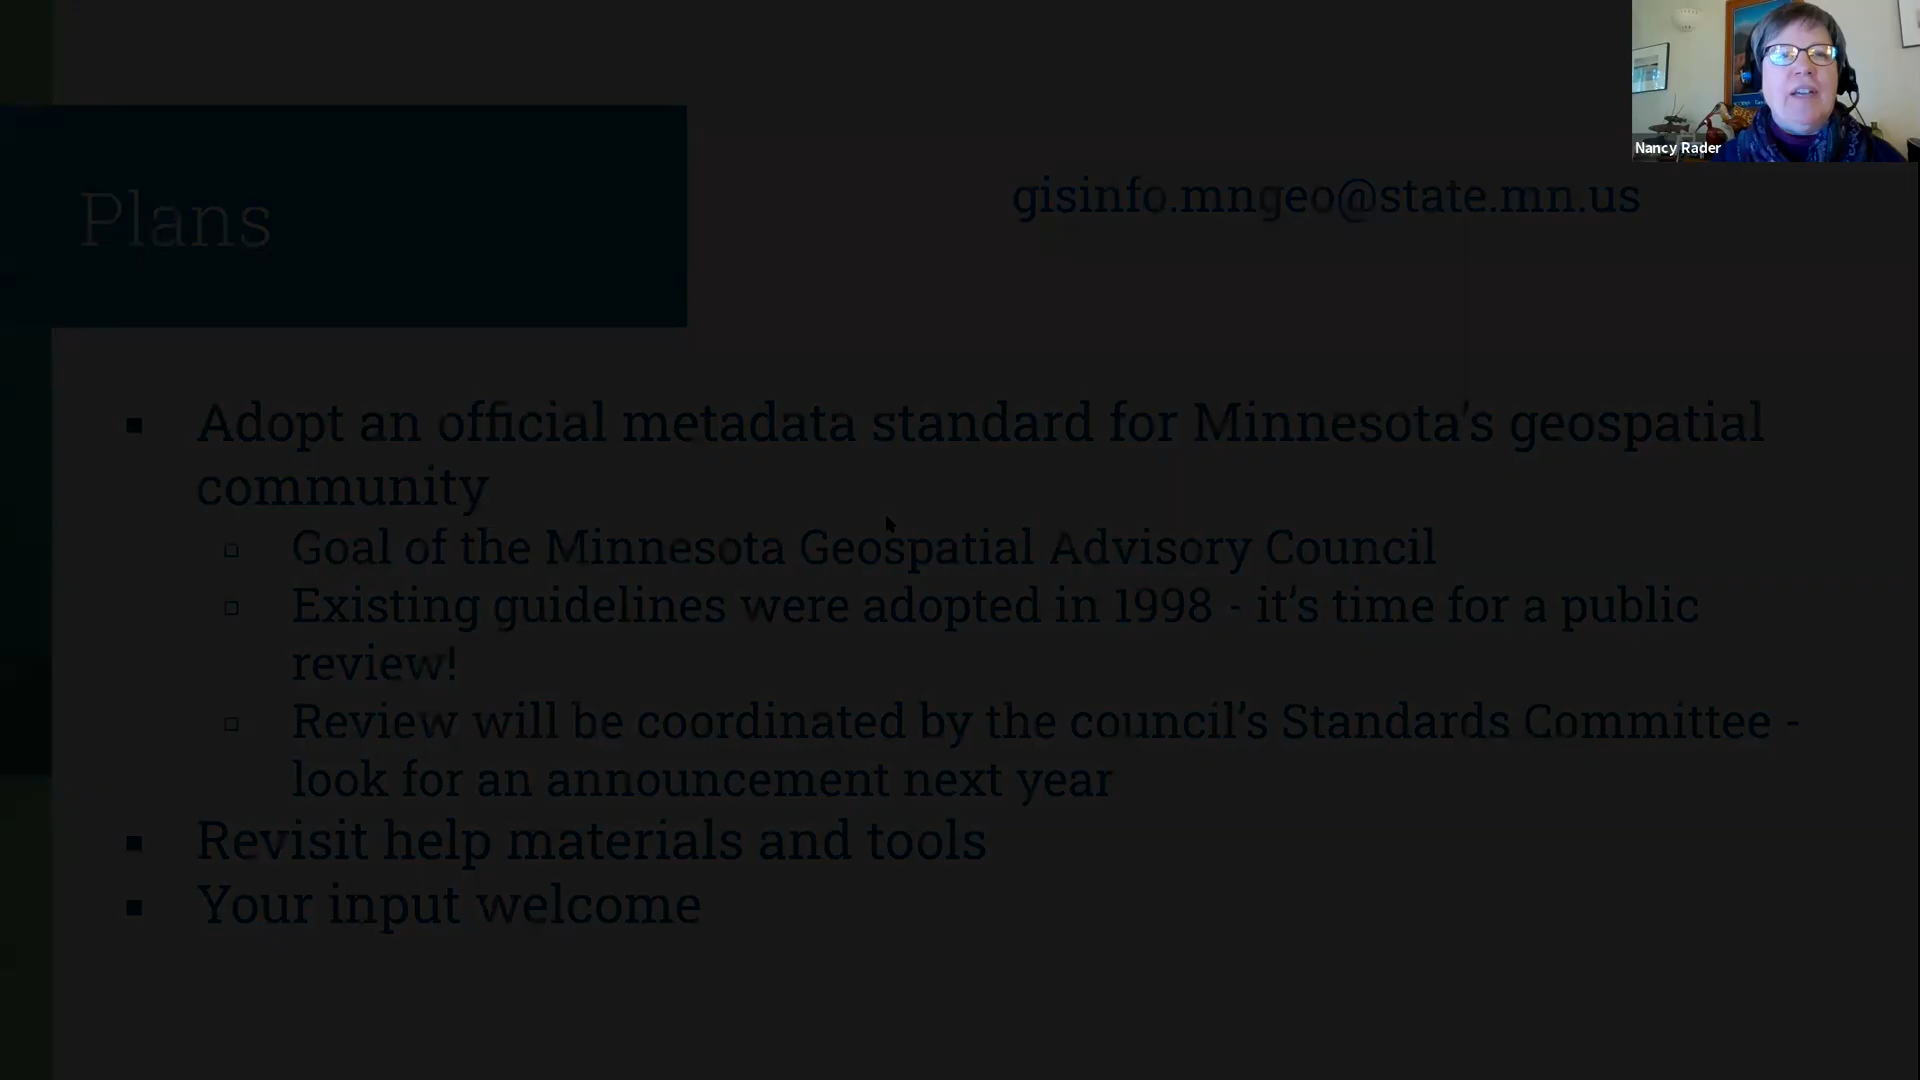 Nancy Rader
Plans
gisinfo.mngeo@state.mn.us
▪ Adopt an official metadata standard for Minnesota's geospatial
community
▫ Goal of the Minnesota Geospatial Advisory Council
▫ Existing guidelines were adopted in 1998 - it's time for a public
review!
▫ Review will be coordinated by the council's Standards Committee -
look for an announcement next year
▪ Revisit help materials and tools
▪ Your input welcome